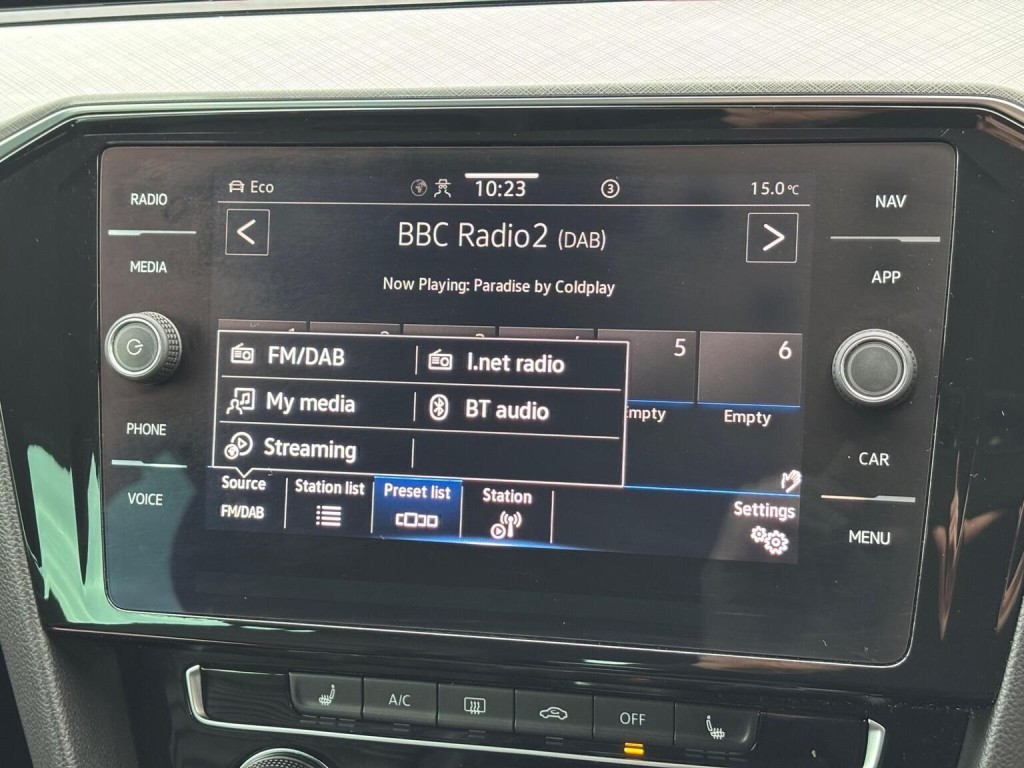 RADIO
MEDIA
PHONE
VOICE
Eco
10:23
3
15.0 °C
<
BBC Radio2 (DAB)
>
Now Playing: Paradise by Coldplay
5
6
Empty
FM/DAB
I.net radio
My media
BT audio
Streaming
Source
FM/DAB
Station list
Preset list
Station
Settings
NAV
APP
CAR
MENU
A/C
OFF